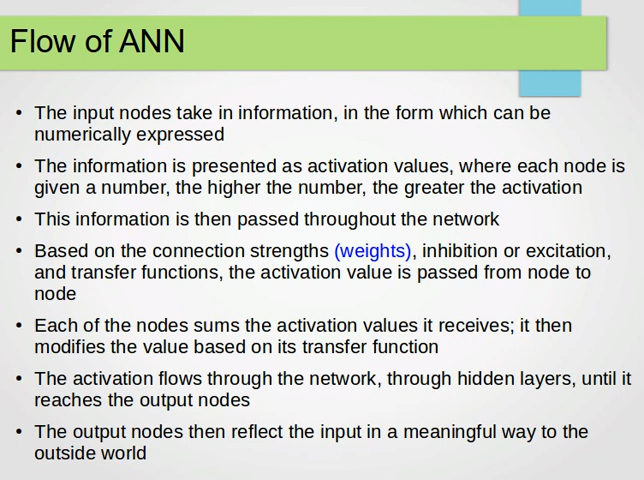 Flow of ANN
• The input nodes take in information, in the form which can be
numerically expressed
• The information is presented as activation values, where each node is
given a number, the higher the number, the greater the activation
• This information is then passed throughout the network
• Based on the connection strengths (weights), inhibition or excitation,
and transfer functions, the activation value is passed from node to
node
• Each of the nodes sums the activation values it receives; it then
modifies the value based on its transfer function
• The activation flows through the network, through hidden layers, until it
reaches the output nodes
• The output nodes then reflect the input in a meaningful way to the
outside world